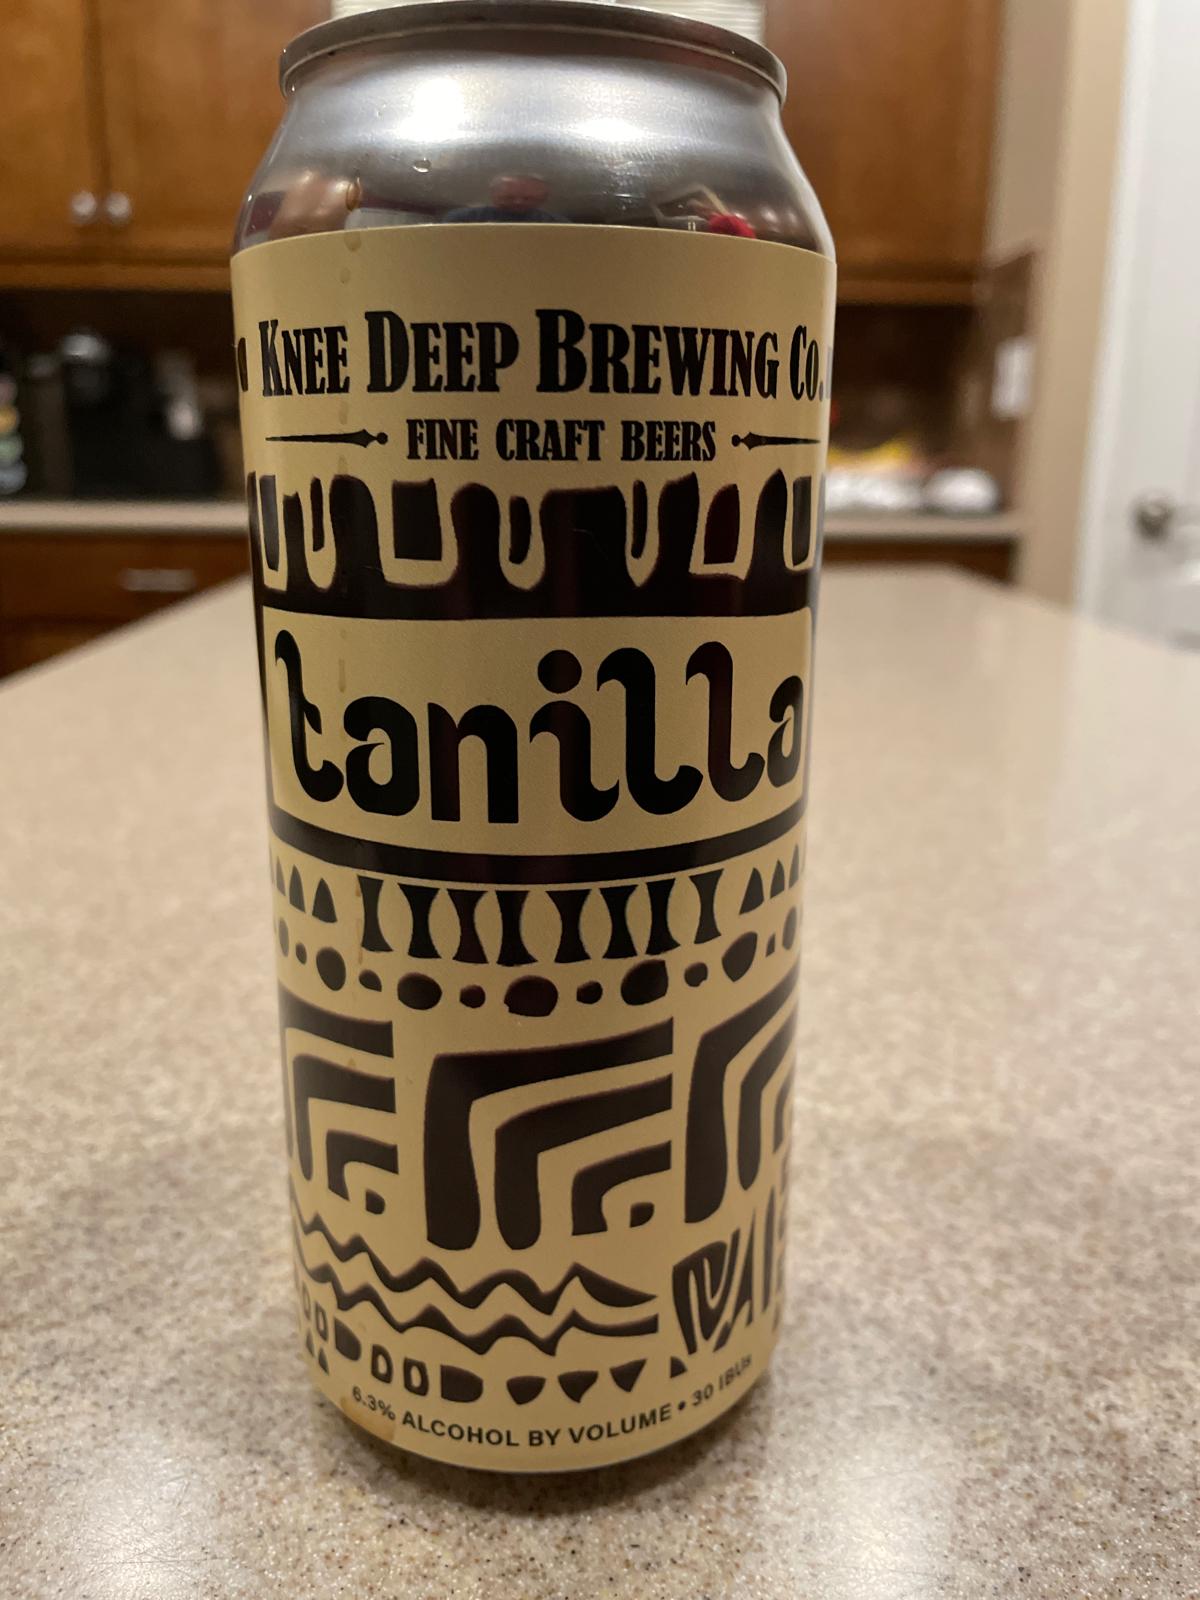 KNEE DEEP BREWING CO.
FINE CRAFT BEERS
tanilla
6.3% ALCOHOL BY VOLUME • 30 IBUs